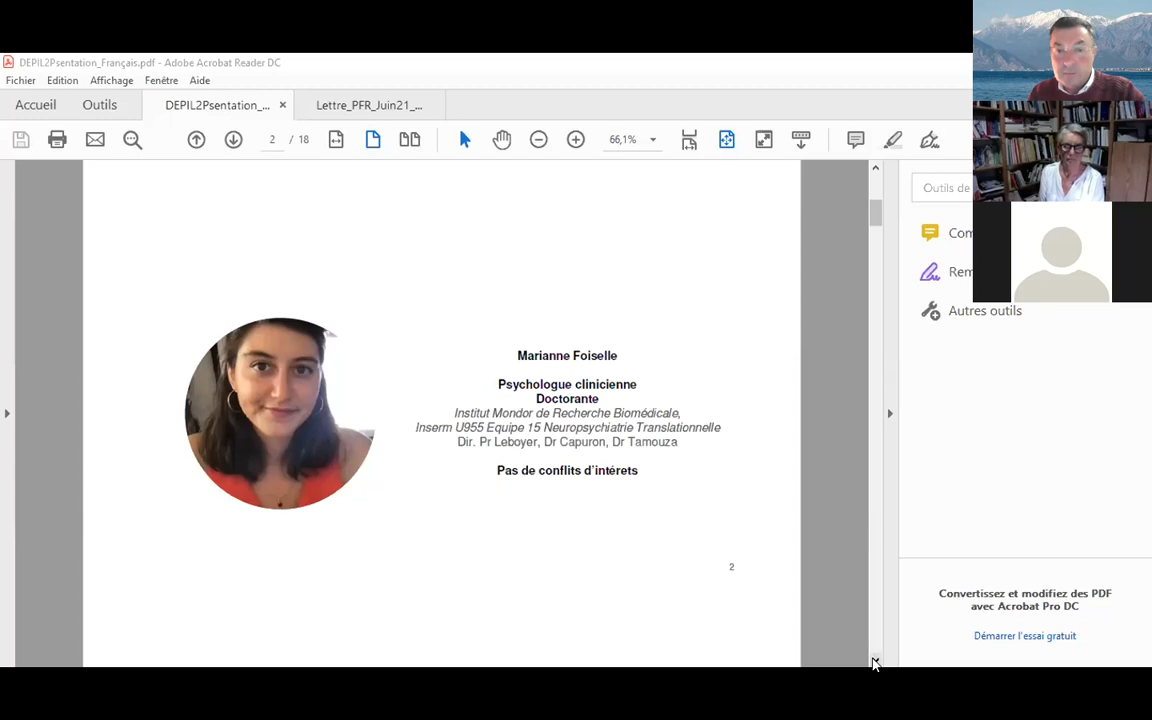 DEPIL2Psentation_Français.pdf - Adobe Acrobat Reader DC
Fichier Edition Affichage Fenêtre Aide
Accueil Outils DEPIL2Psentation_... × Lettre_PFR_Juin21_...
2 / 18 66,1%
Outils de
Com
Rem
Autres outils
Marianne Foiselle
Psychologue clinicienne
Doctorante
Institut Mondor de Recherche Biomédicale,
Inserm U955 Equipe 15 Neuropsychiatrie Translationnelle
Dir. Pr Leboyer, Dr Capuron, Dr Tamouza
Pas de conflits d'intérets
2
Convertissez et modifiez des PDF
avec Acrobat Pro DC
Démarrer l'essai gratuit